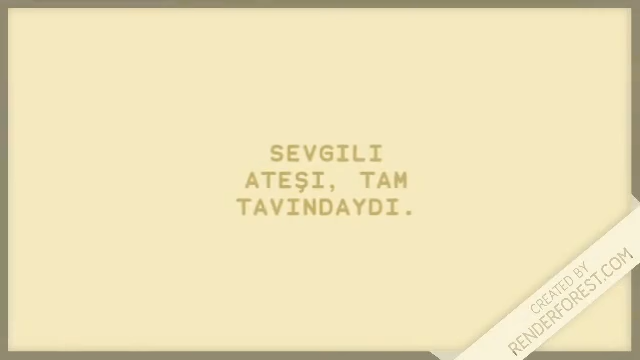 SEVGILI
ATEŞI, TAM
TAVINDAYDI.
CREATED BY
RENDERFOREST.COM